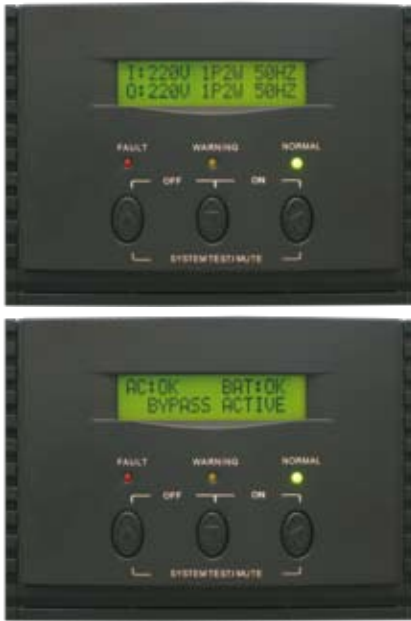 I:220V 1P2W 50HZ
O:220V 1P2W 50HZ
FAULT WARNING NORMAL
OFF ON
SYSTEM TEST/MUTE
AC:OK BAT:OK
BYPASS ACTIVE
FAULT WARNING NORMAL
OFF ON
SYSTEM TEST/MUTE